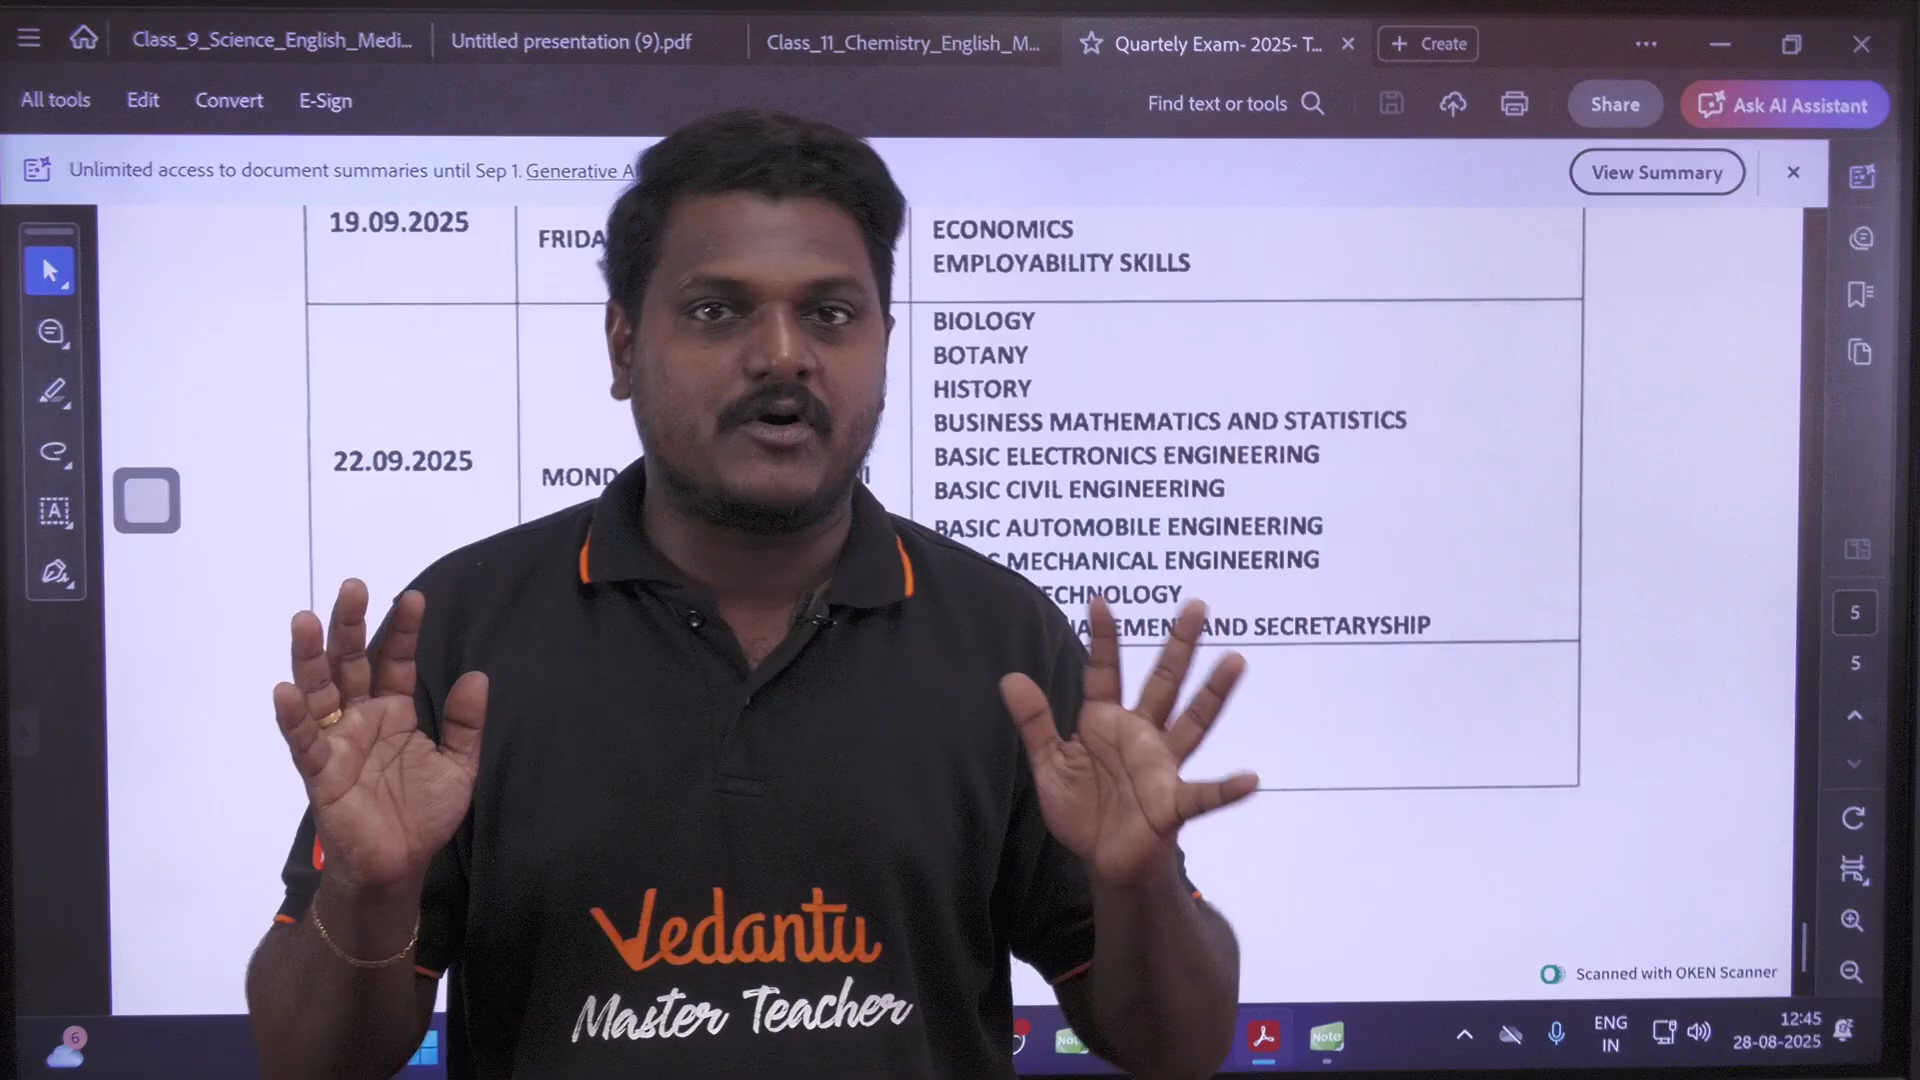 Class_9_Science_English_Medi...
Untitled presentation (9).pdf
Class_11_Chemistry_English_M...
Quartely Exam- 2025- T...
Create
All tools
Edit
Convert
E-Sign
Find text or tools
Share
Ask AI Assistant
Unlimited access to document summaries until Sep 1. Generative A
View Summary
19.09.2025
FRIDA
ECONOMICS
EMPLOYABILITY SKILLS
22.09.2025
MOND
BIOLOGY
BOTANY
HISTORY
BUSINESS MATHEMATICS AND STATISTICS
BASIC ELECTRONICS ENGINEERING
BASIC CIVIL ENGINEERING
BASIC AUTOMOBILE ENGINEERING
MECHANICAL ENGINEERING
ECHNOLOGY
AND SECRETARYSHIP
5
5
Scanned with OKEN Scanner
Vedantu
Master Teacher
6
Note
ENG
IN
12:45
28-08-2025